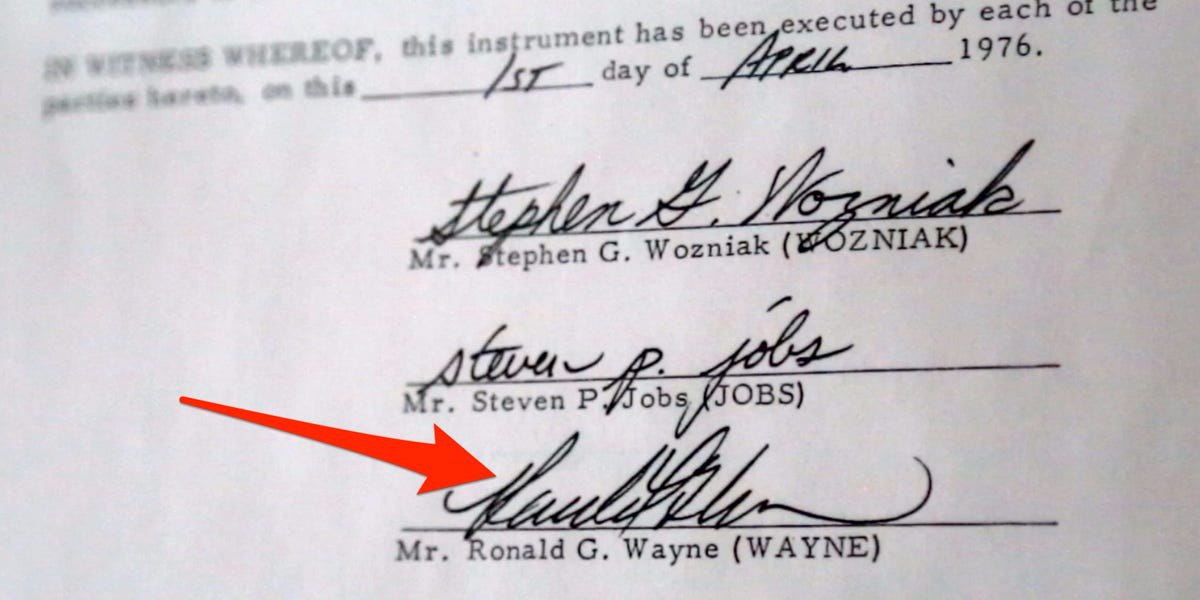 IN WITNESS WHEREOF, this instrument has been executed by each of the
parties hereto, on this 1ST day of APRIL 1976.
Stephen G. Wozniak
Mr. Stephen G. Wozniak (WOZNIAK)
steven p. jobs
Mr. Steven P. Jobs (JOBS)
Mr. Ronald G. Wayne (WAYNE)